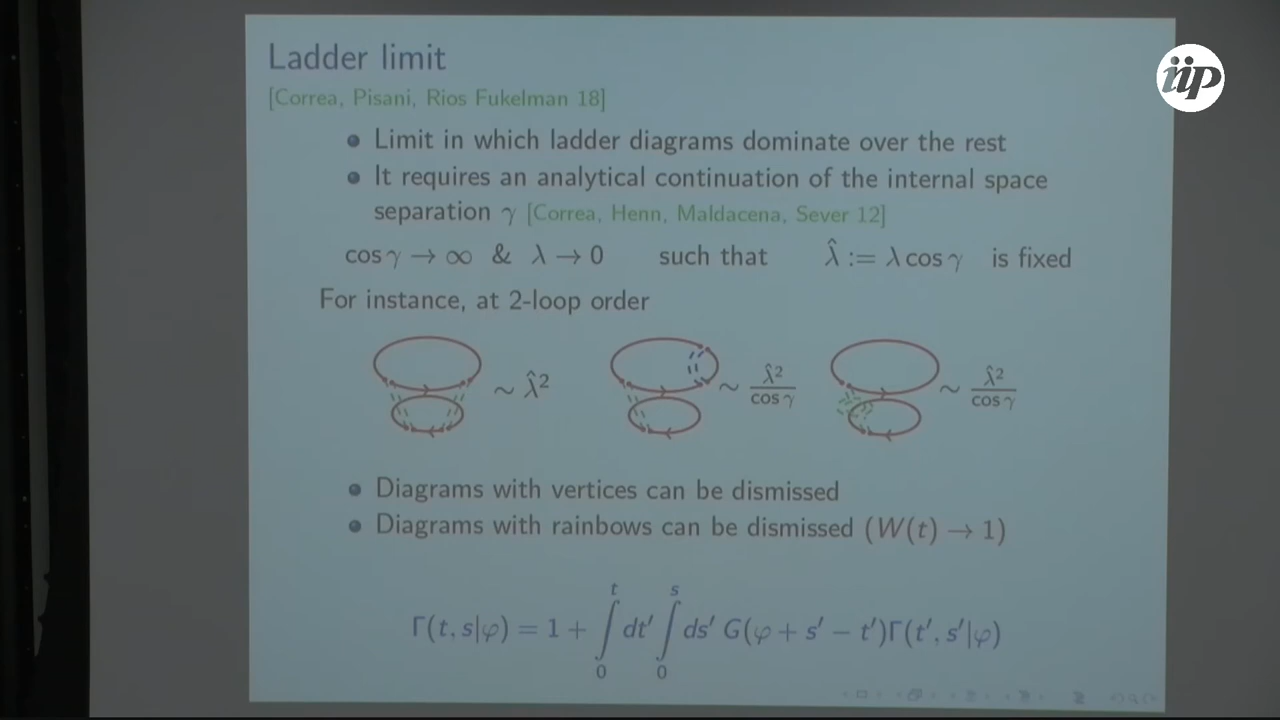 Ladder limit
[Correa, Pisani, Rios Fukelman 18]
Limit in which ladder diagrams dominate over the rest
It requires an analytical continuation of the internal space
separation γ [Correa, Henn, Maldacena, Sever 12]
cos γ → ∞ & λ → 0 such that λ̂ := λ cos γ is fixed
For instance, at 2-loop order
∼ λ̂² ∼ λ̂²/cos γ ∼ λ̂²/cos γ
Diagrams with vertices can be dismissed
Diagrams with rainbows can be dismissed (W(t) → 1)
Γ(t, s|φ) = 1 + ∫₀ᵗ dt′ ∫₀ˢ ds′ G(φ + s′ − t′)Γ(t′, s′|φ)
iip